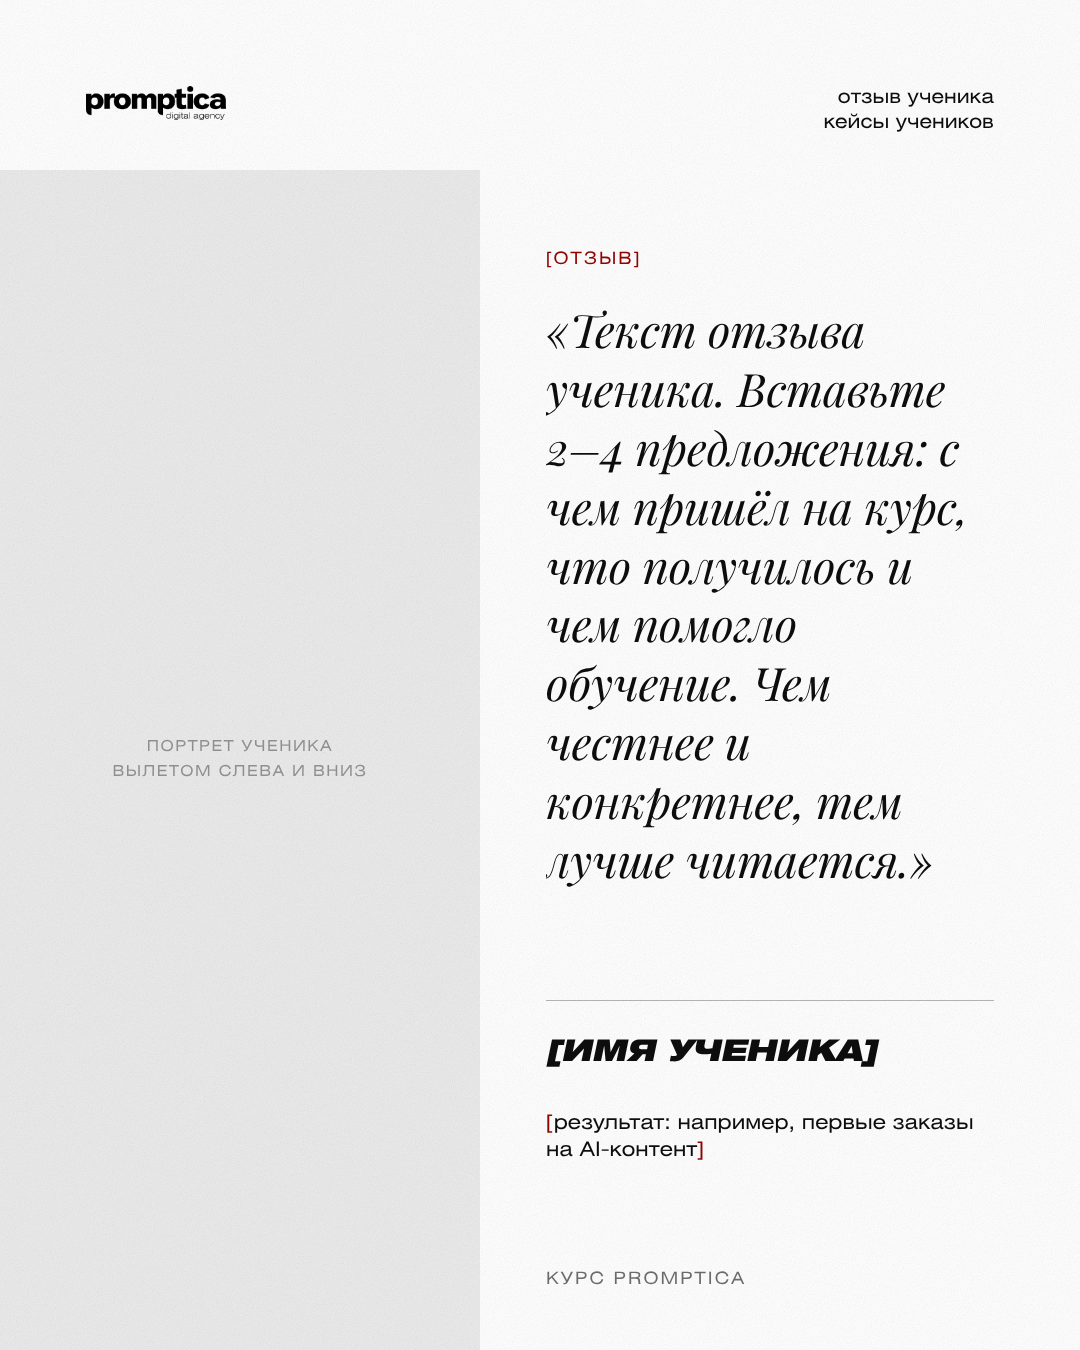 promptica
digital agency
отзыв ученика
кейсы учеников
[ОТЗЫВ]
«Текст отзыва
ученика. Вставьте
2–4 предложения: с
чем пришёл на курс,
что получилось и
чем помогло
обучение. Чем
честнее и
конкретнее, тем
лучше читается.»
ПОРТРЕТ УЧЕНИКА
ВЫЛЕТОМ СЛЕВА И ВНИЗ
[ИМЯ УЧЕНИКА]
[результат: например, первые заказы
на AI-контент]
КУРС PROMPTICA